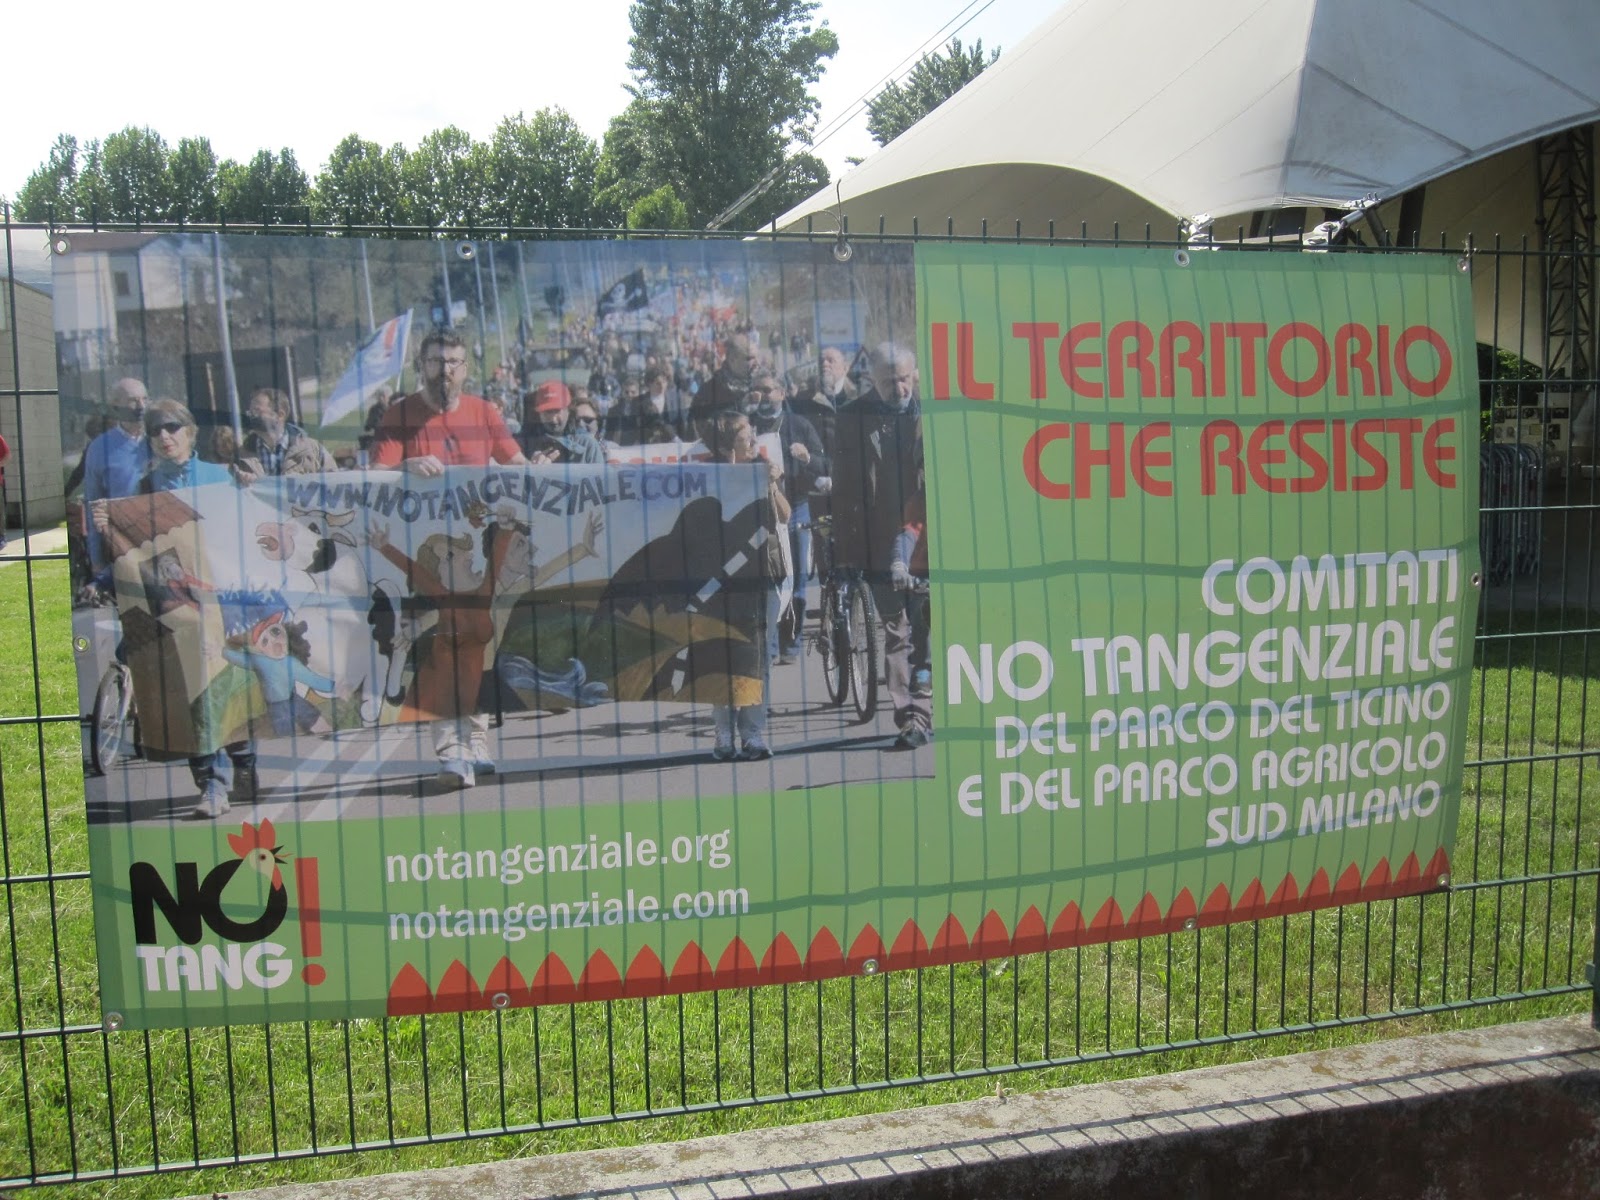 WWW.NOTANGENZIALE.COM
IL TERRITORIO
CHE RESISTE
COMITATI
NO TANGENZIALE
DEL PARCO DEL TICINO
E DEL PARCO AGRICOLO
SUD MILANO
NO!
TANG
notangenziale.org
notangenziale.com